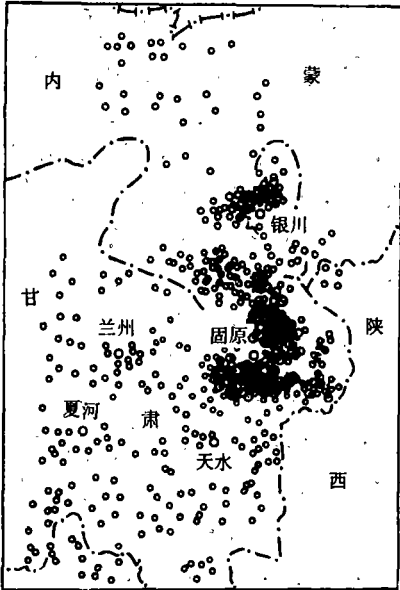 内
蒙
银川
甘
兰州
固原
陕
夏河
肃
天水
西